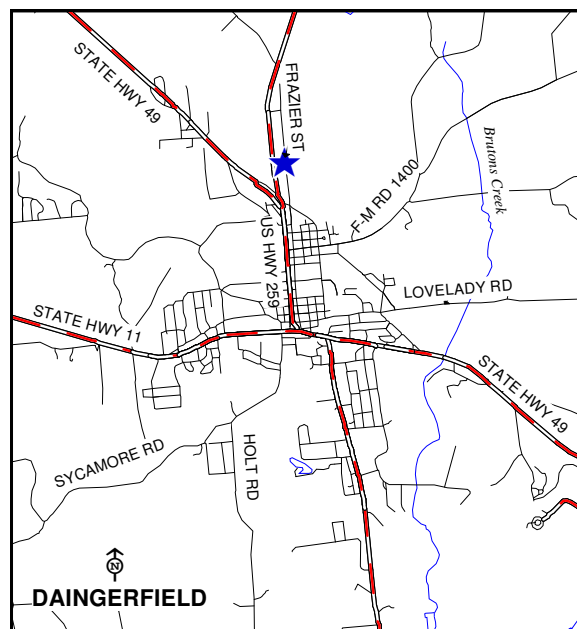 STATE HWY 49
FRAZIER ST
Brutons Creek
F-M RD 1400
US HWY 259
LOVELADY RD
STATE HWY 11
STATE HWY 49
SYCAMORE RD
HOLT RD
N
DAINGERFIELD